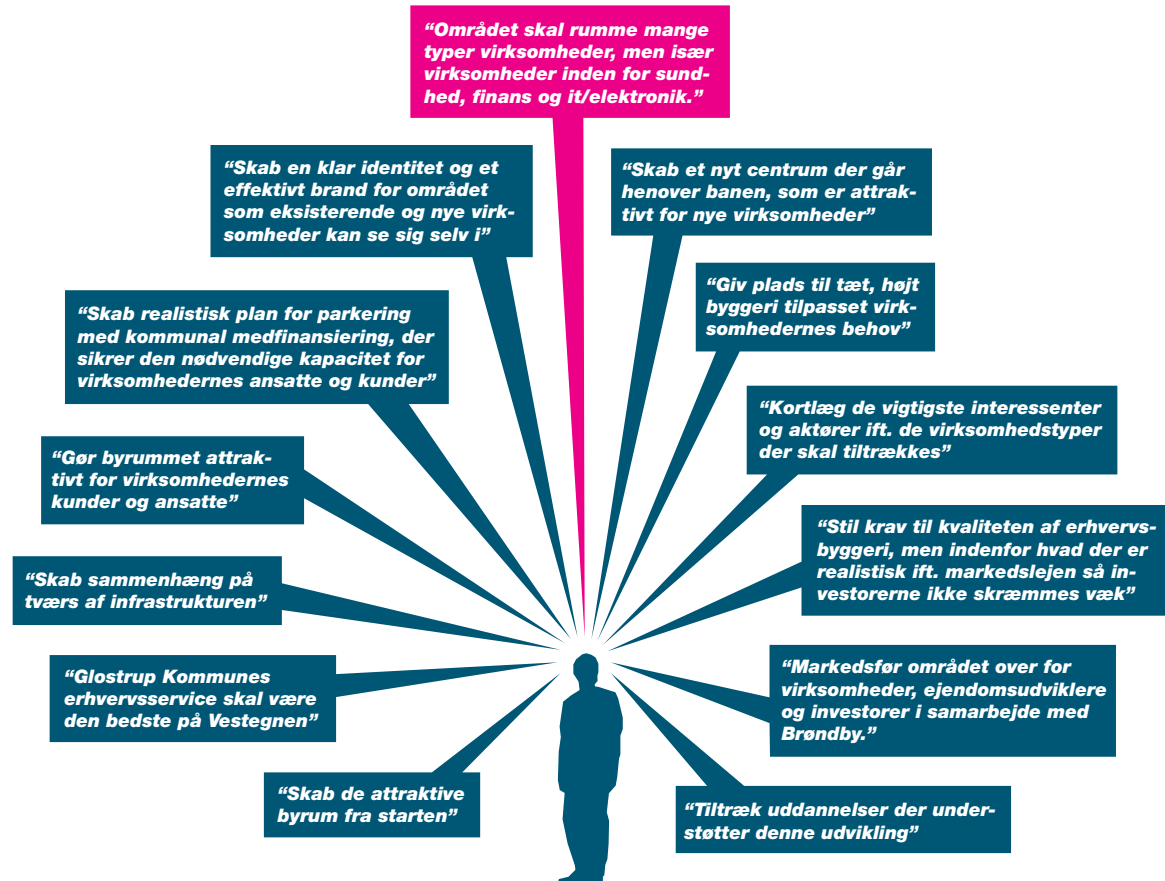 “Området skal rumme mange
typer virksomheder, men især
virksomheder inden for sund-
hed, finans og it/elektronik.”
“Skab en klar identitet og et
effektivt brand for området
som eksisterende og nye virk-
somheder kan se sig selv i”
“Skab et nyt centrum der går
henover banen, som er attrak-
tivt for nye virksomheder”
“Giv plads til tæt, højt
byggeri tilpasset virk-
somhedernes behov”
“Skab realistisk plan for parkering
med kommunal medfinansiering, der
sikrer den nødvendige kapacitet for
virksomhedernes ansatte og kunder”
“Kortlæg de vigtigste interessenter
og aktører ift. de virksomhedstyper
der skal tiltrækkes”
“Gør byrummet attrak-
tivt for virksomhedernes
kunder og ansatte”
“Stil krav til kvaliteten af erhvervs-
byggeri, men indenfor hvad der er
realistisk ift. markedslejen så in-
vestorerne ikke skræmmes væk”
“Skab sammenhæng på
tværs af infrastrukturen”
“Glostrup Kommunes
erhvervsservice skal være
den bedste på Vestegnen”
“Markedsfør området over for
virksomheder, ejendomsudviklere
og investorer i samarbejde med
Brøndby.”
“Skab de attraktive
byrum fra starten”
“Tiltræk uddannelser der under-
støtter denne udvikling”